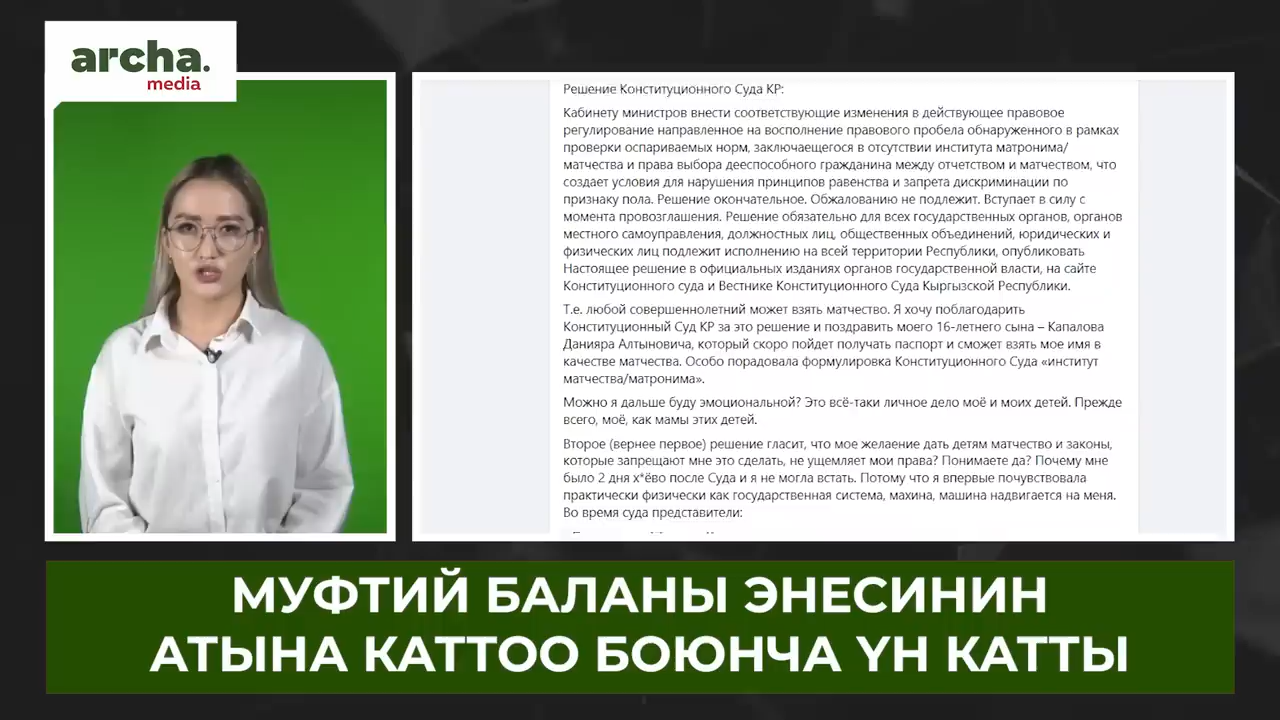 archa.
media
Решение Конституционного Суда КР:
Кабинету министров внести соответствующие изменения в действующее правовое
регулирование направленное на восполнение правового пробела обнаруженного в рамках
проверки оспариваемых норм, заключаещегося в отсутствии института матронима/
матчества и права выбора дееспособного гражданина между отчетством и матчеством, что
создает условия для нарушения принципов равенства и запрета дискриминации по
признаку пола. Решение окончательное. Обжалованию не подлежит. Вступает в силу с
момента провозглашения. Решение обязательно для всех государственных органов, органов
местного самоуправления, должностных лиц, общественных объединений, юридических и
физических лиц подлежит исполнению на всей территории Республики, опубликовать
Настоящее решение в официальных изданиях органов государственной власти, на сайте
Конституционного суда и Вестнике Конституционного Суда Кыргызской Республики.
Т.е. любой совершеннолетний может взять матчество. Я хочу поблагодарить
Конституционный Суд КР за это решение и поздравить моего 16-летнего сына – Капалова
Данияра Алтыновича, который скоро пойдет получать паспорт и сможет взять мое имя в
качестве матчества. Особо порадовала формулировка Конституционного Суда «институт
матчества/матронима».
Можно я дальше буду эмоциональной? Это всё-таки личное дело моё и моих детей. Прежде
всего, моё, как мамы этих детей.
Второе (вернее первое) решение гласит, что мое желаение дать детям матчество и законы,
которые запрещают мне это сделать, не ущемляет мои права? Понимаете да? Почему мне
было 2 дня х*ёво после Суда и я не могла встать. Потому что я впервые почувствовала
практически физически как государственная система, махина, машина надвигается на меня.
Во время суда представители:
МУФТИЙ БАЛАНЫ ЭНЕСИНИН
АТЫНА КАТТОО БОЮНЧА ҮН КАТТЫ